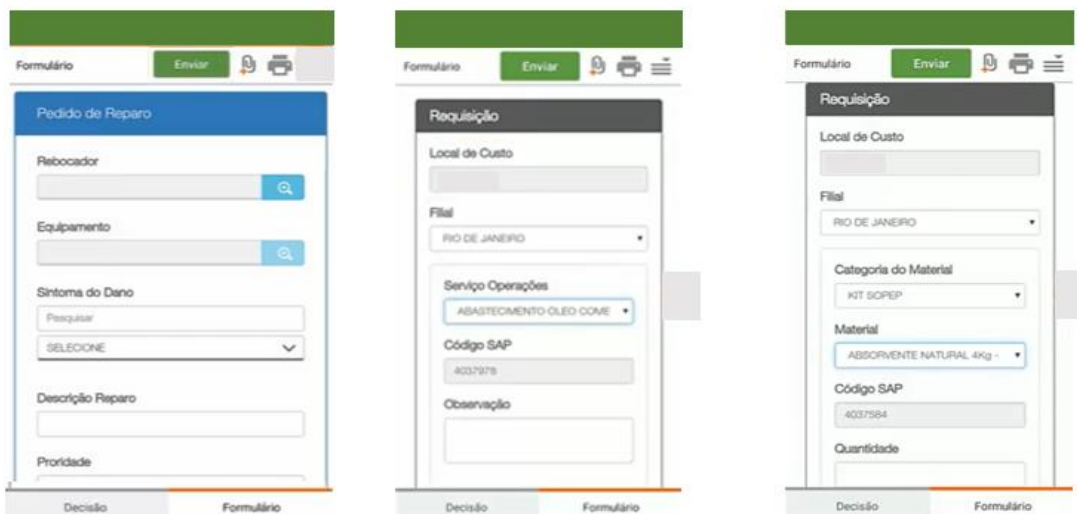 Formulário
Enviar
Pedido de Reparo
Rebocador
Equipamento
Sintoma do Dano
Pesquisar
SELECIONE
Descrição Reparo
Proridade
Decisão
Formulário
Formulário
Enviar
Requisição
Local de Custo
Filial
RIO DE JANEIRO
Serviço Operações
ABASTECIMENTO OLEO COME
Código SAP
4037978
Observação
Decisão
Formulário
Formulário
Enviar
Requisição
Local de Custo
Filial
RIO DE JANEIRO
Categoria do Material
KIT SOPEP
Material
ABSORVENTE NATURAL 4Kg -
Código SAP
4037584
Quantidade
Decisão
Formulário